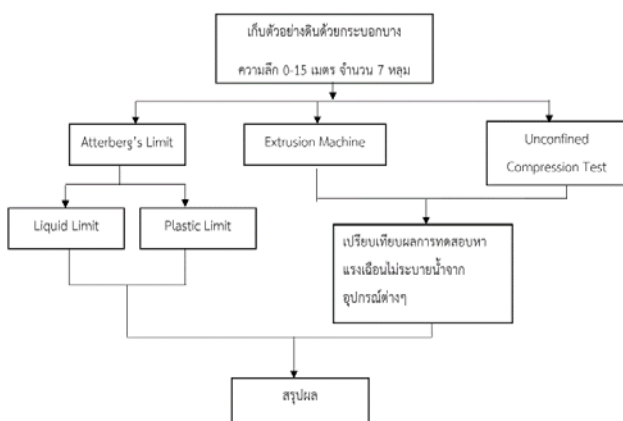 เก็บตัวอย่างดินด้วยกระบอกบาง
ความลึก 0-15 เมตร จำนวน 7 หลุม
Atterberg's Limit
Extrusion Machine
Unconfined
Compression Test
Liquid Limit
Plastic Limit
เปรียบเทียบผลการทดสอบหา
แรงเฉือนไม่ระบายน้ำจาก
อุปกรณ์ต่างๆ
สรุปผล